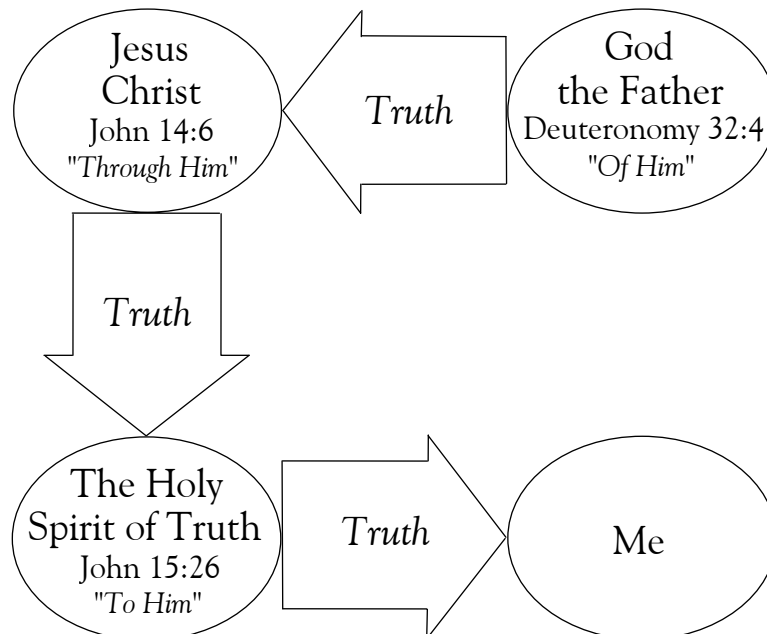 Jesus
Christ
John 14:6
"Through Him"
Truth
God
the Father
Deuteronomy 32:4
"Of Him"
Truth
The Holy
Spirit of Truth
John 15:26
"To Him"
Truth
Me